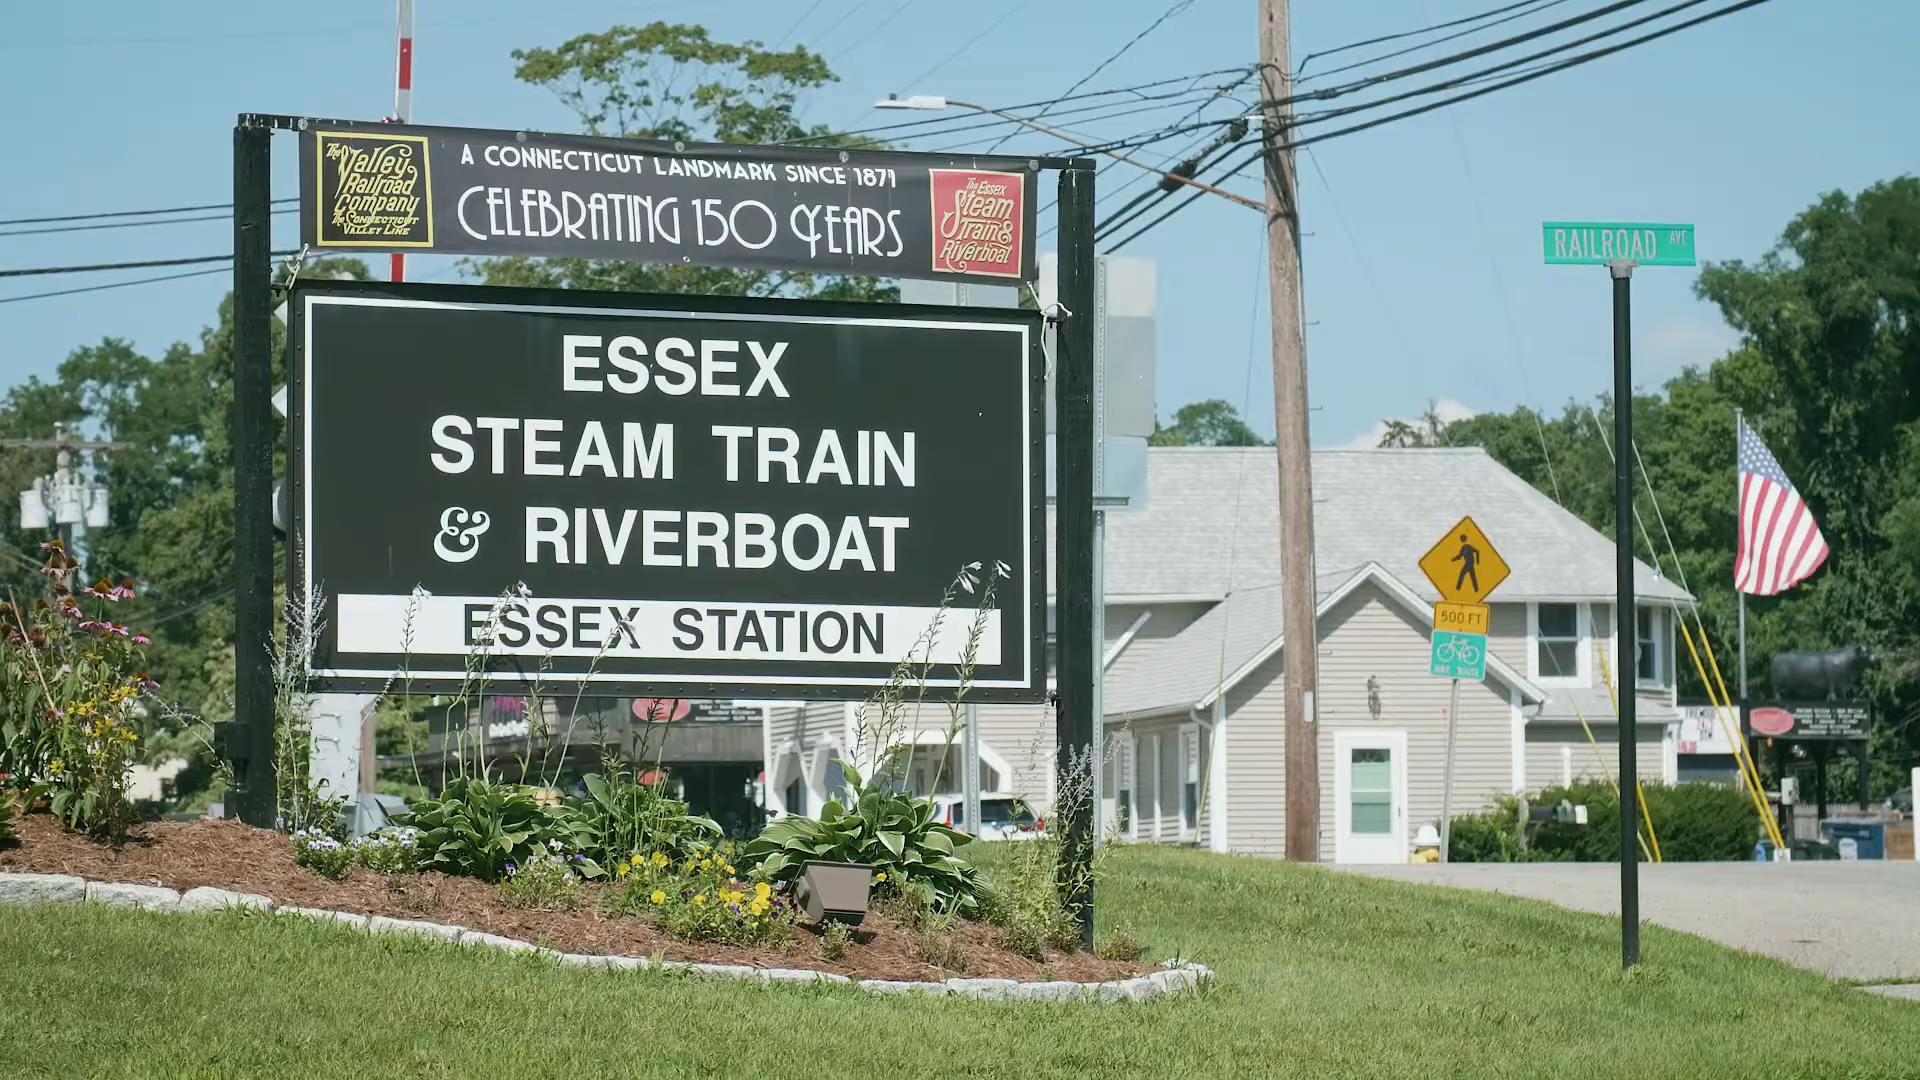 The
Valley
Railroad
Company
The Connecticut
Valley Line
A CONNECTICUT LANDMARK SINCE 1871
CELEBRATING 150 YEARS
The Essex
Steam
Train &
Riverboat
ESSEX
STEAM TRAIN
& RIVERBOAT
ESSEX STATION
RAILROAD AVE
500 FT
BIKE ROUTE